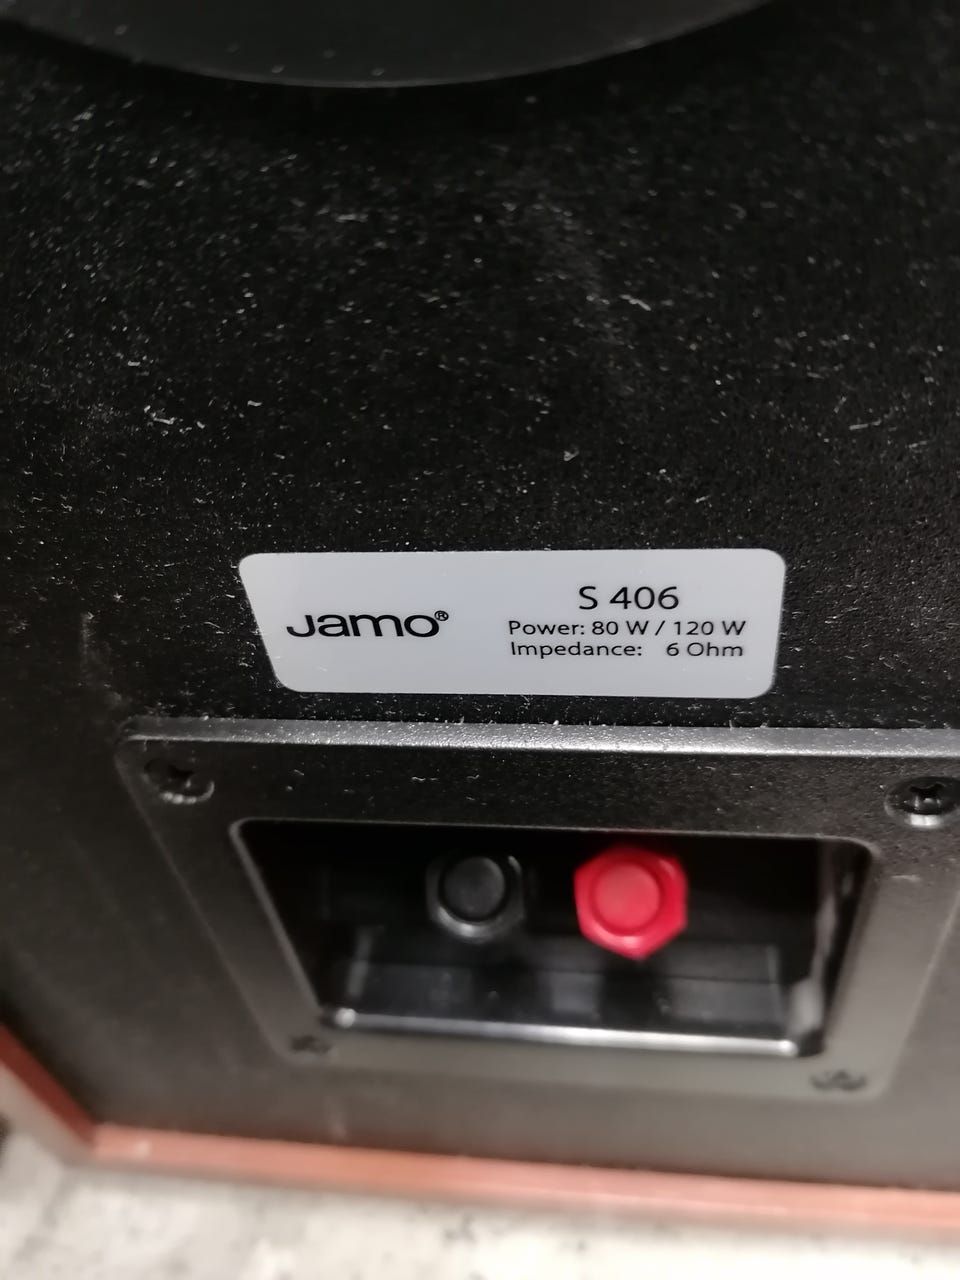 Jamo®
S 406
Power: 80 W / 120 W
Impedance: 6 Ohm